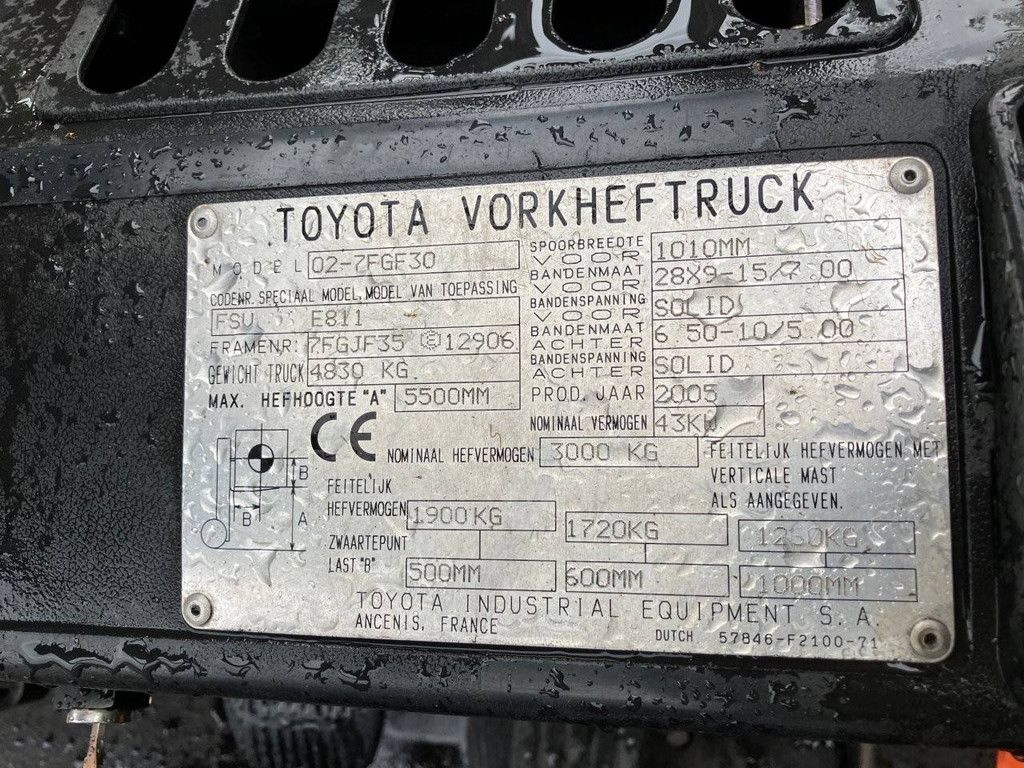 TOYOTA VORKHEFTRUCK
MODEL 02-7FGF30
CODENR. SPECIAAL MODEL, MODEL VAN TOEPASSING
FSU E811
FRAMENR: 7FGJF35 12906
GEWICHT TRUCK 4830 KG.
MAX. HEFHOOGTE "A" 5500MM
SPOORBREEDTE VOOR 1010MM
BANDENMAAT VOOR 28X9-15/7.00
BANDENSPANNING VOOR SOLID
BANDENMAAT ACHTER 6 50-10/5 00
BANDENSPANNING ACHTER SOLID
PROD. JAAR 2005
NOMINAAL VERMOGEN 43KW
CE
NOMINAAL HEFVERMOGEN 3000 KG
FEITELIJK HEFVERMOGEN MET
VERTICALE MAST
ALS AANGEGEVEN.
B
B
A
FEITELIJK
HEFVERMOGEN 1900KG 1720KG
ZWAARTEPUNT
LAST "B" 500MM 600MM 1000MM
TOYOTA INDUSTRIAL EQUIPMENT S.A.
ANCENIS, FRANCE
DUTCH 57846-F2100-71